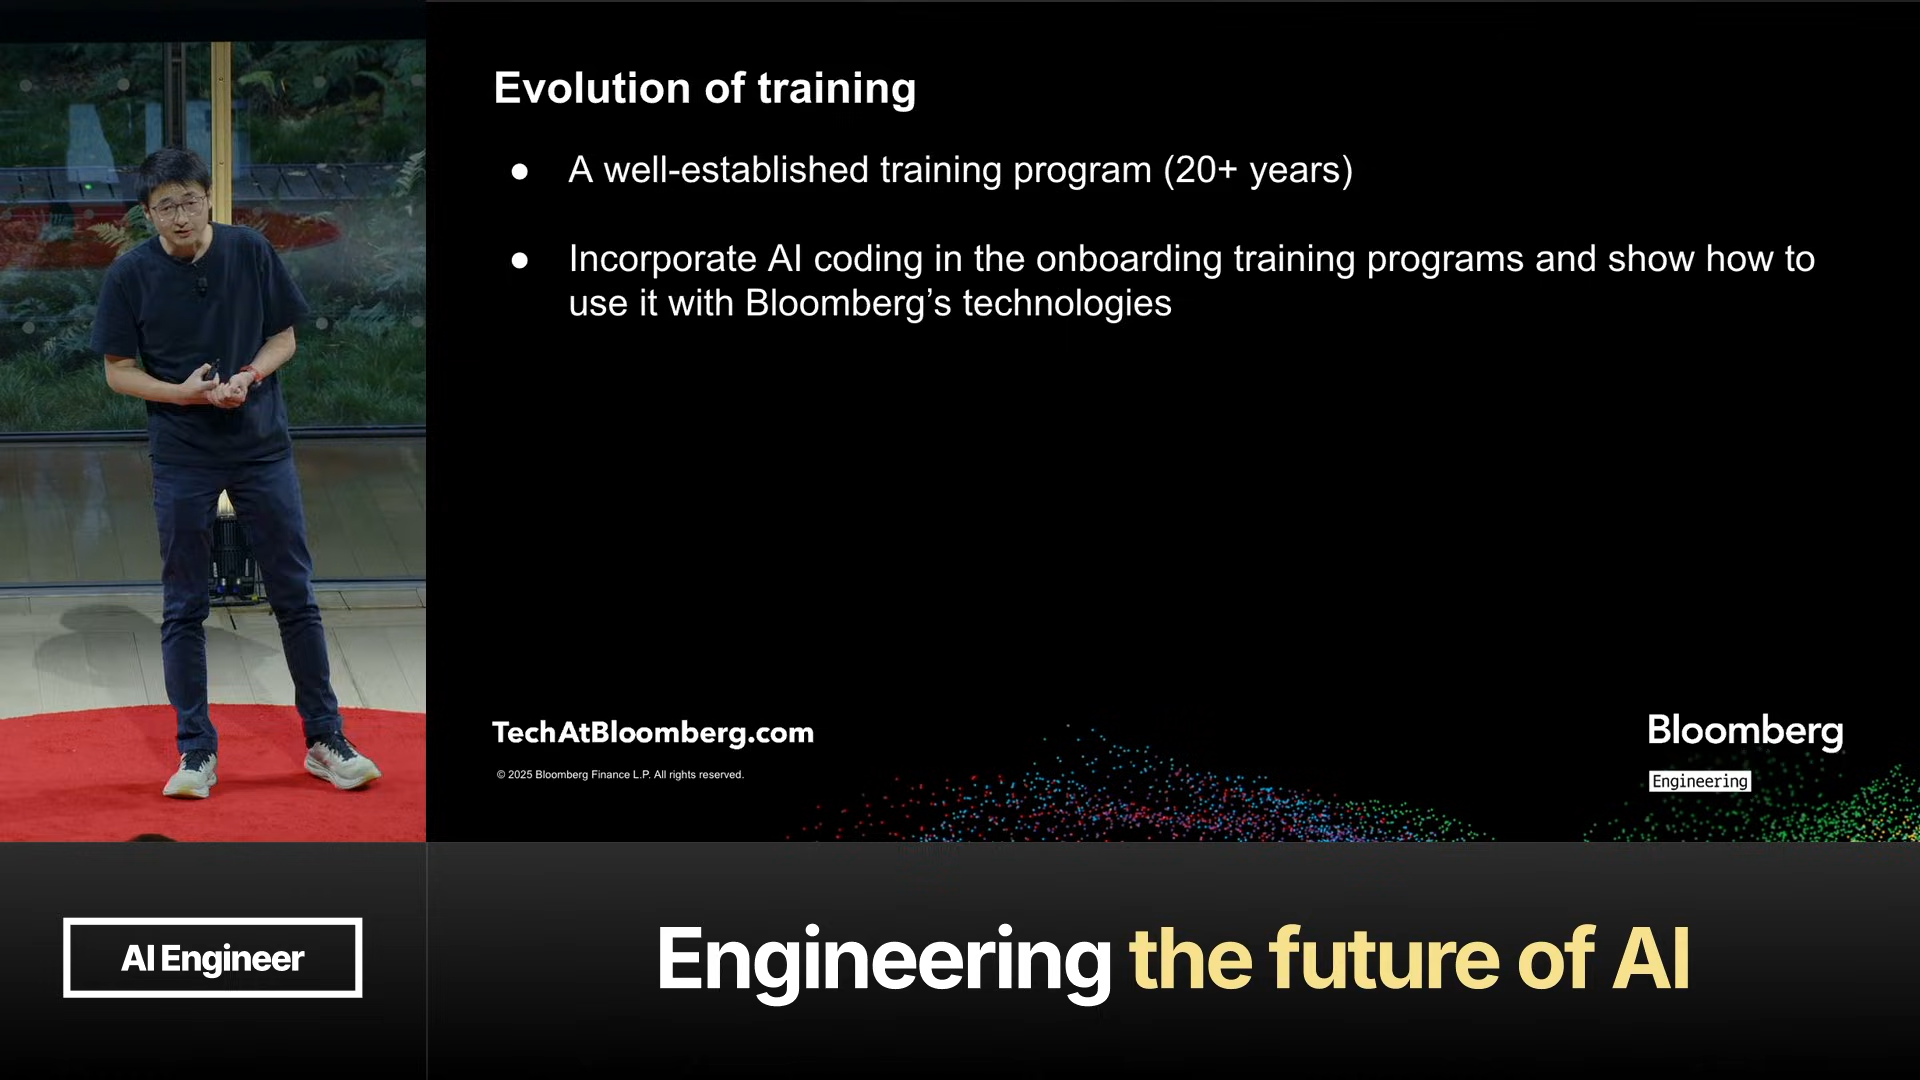 Evolution of training
● A well-established training program (20+ years)
● Incorporate AI coding in the onboarding training programs and show how to
use it with Bloomberg’s technologies
TechAtBloomberg.com
© 2025 Bloomberg Finance L.P. All rights reserved.
Bloomberg
Engineering
AI Engineer
Engineering the future of AI